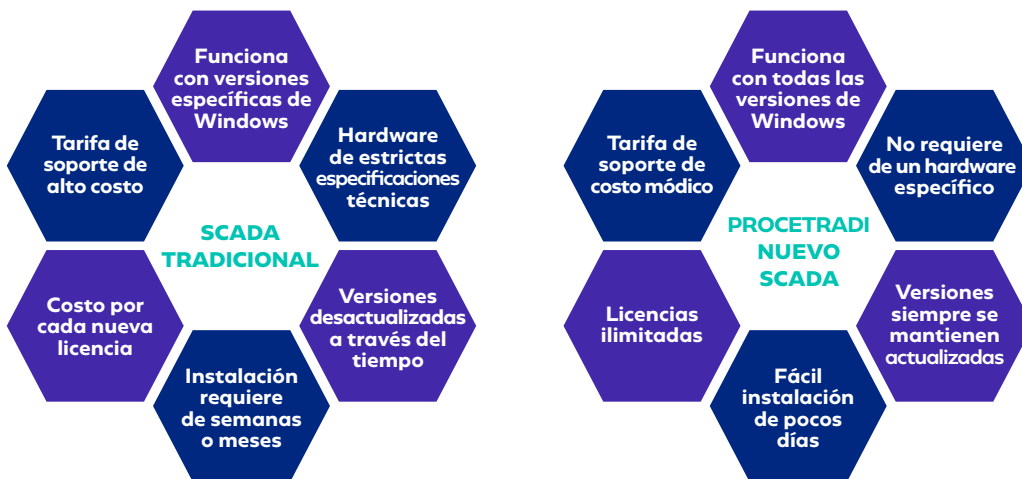 Funciona
con versiones
específicas de
Windows
Tarifa de
soporte de
alto costo
Hardware
de estrictas
especificaciones
técnicas
SCADA
TRADICIONAL
Costo por
cada nueva
licencia
Versiones
desactualizadas
a través del
tiempo
Instalación
requiere
de semanas
o meses
Funciona
con todas las
versiones de
Windows
Tarifa de
soporte de
costo módico
No requiere
de un hardware
específico
PROCETRADI
NUEVO
SCADA
Licencias
ilimitadas
Versiones
siempre se
mantienen
actualizadas
Fácil
instalación
de pocos
días